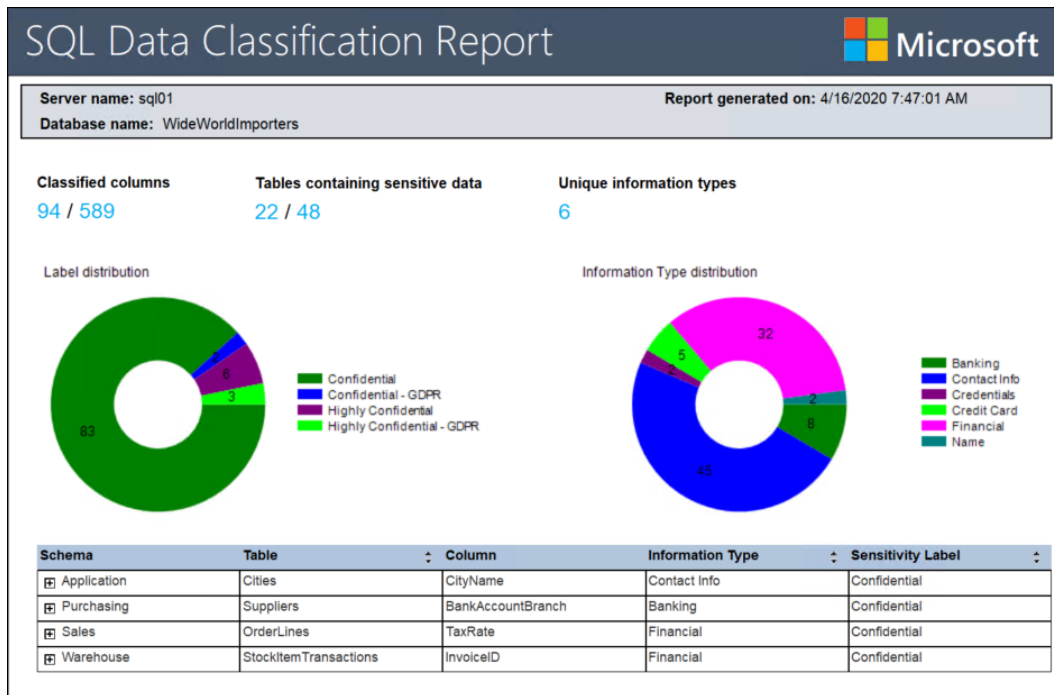 SQL Data Classification Report
Microsoft
Server name: sql01
Report generated on: 4/16/2020 7:47:01 AM
Database name: WideWorldImporters
Classified columns
Tables containing sensitive data
Unique information types
94 / 589
22 / 48
6
Label distribution
2
6
3
83
Confidential
Confidential - GDPR
Highly Confidential
Highly Confidential - GDPR
Information Type distribution
32
5
2
2
8
45
Banking
Contact Info
Credentials
Credit Card
Financial
Name
Schema Table Column Information Type Sensitivity Label
Application Cities CityName Contact Info Confidential
Purchasing Suppliers BankAccountBranch Banking Confidential
Sales OrderLines TaxRate Financial Confidential
Warehouse StockItemTransactions InvoiceID Financial Confidential